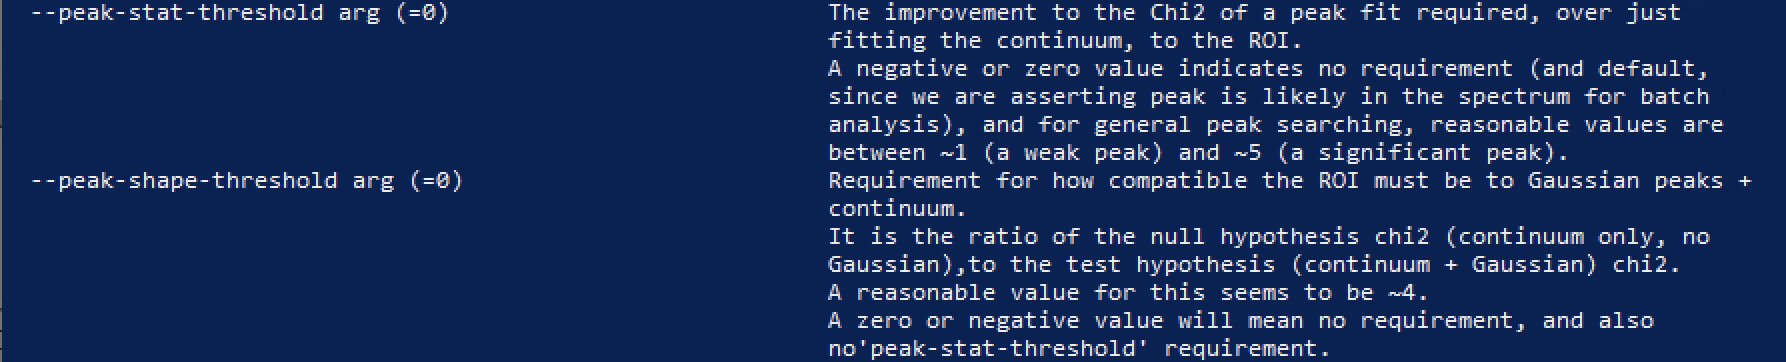 --peak-stat-threshold arg (=0) The improvement to the Chi2 of a peak fit required, over just
fitting the continuum, to the ROI.
A negative or zero value indicates no requirement (and default,
since we are asserting peak is likely in the spectrum for batch
analysis), and for general peak searching, reasonable values are
between ~1 (a weak peak) and ~5 (a significant peak).
--peak-shape-threshold arg (=0) Requirement for how compatible the ROI must be to Gaussian peaks +
continuum.
It is the ratio of the null hypothesis chi2 (continuum only, no
Gaussian),to the test hypothesis (continuum + Gaussian) chi2.
A reasonable value for this seems to be ~4.
A zero or negative value will mean no requirement, and also
no'peak-stat-threshold' requirement.